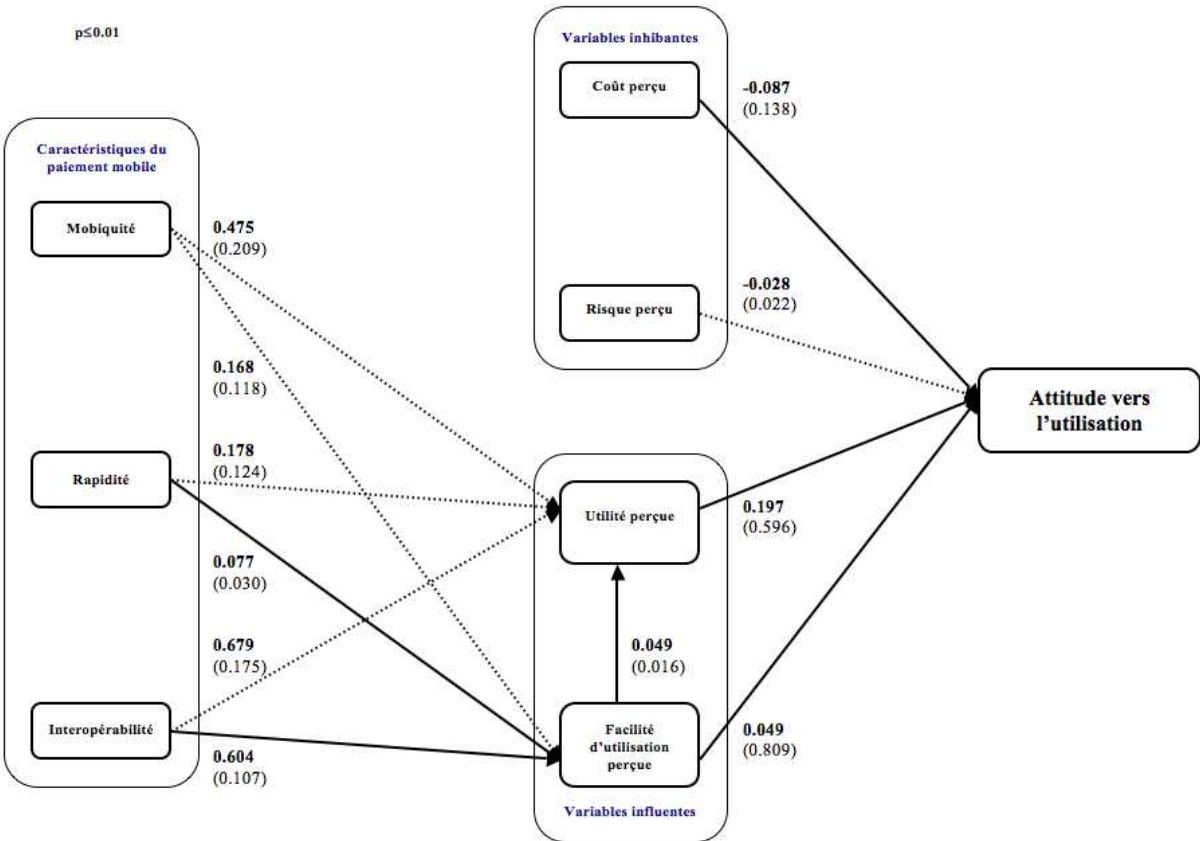 p≤0.01
Caractéristiques du
paiement mobile
Mobiquité
Rapidité
Interopérabilité
0.475
(0.209)
0.168
(0.118)
0.178
(0.124)
0.077
(0.030)
0.679
(0.175)
0.604
(0.107)
Variables inhibantes
Coût perçu
Risque perçu
-0.087
(0.138)
-0.028
(0.022)
Utilité perçue
0.197
(0.596)
0.049
(0.016)
Facilité
d'utilisation
perçue
0.049
(0.809)
Variables influentes
Attitude vers
l'utilisation